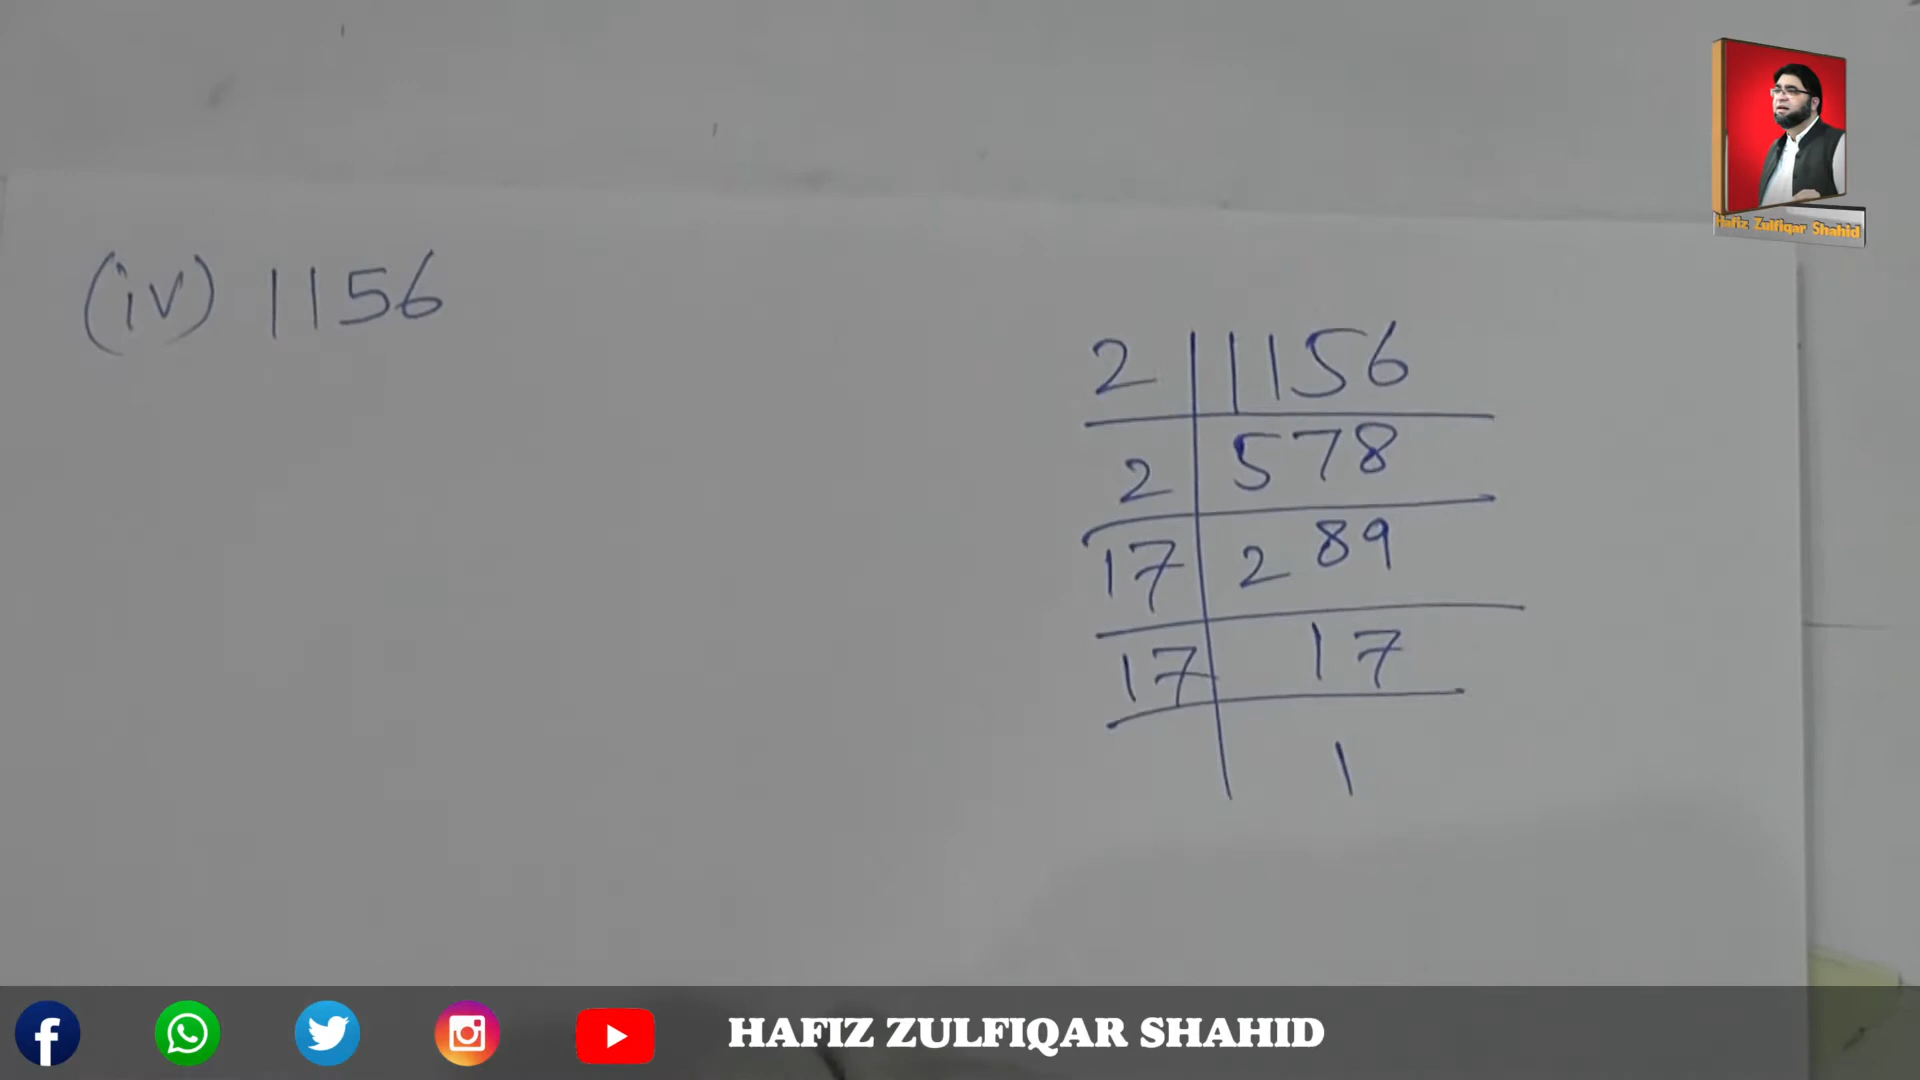 Hafiz Zulfiqar Shahid
(iv) 1156
2 | 1156
2 | 578
17 | 289
17 | 17
| 1
HAFIZ ZULFIQAR SHAHID